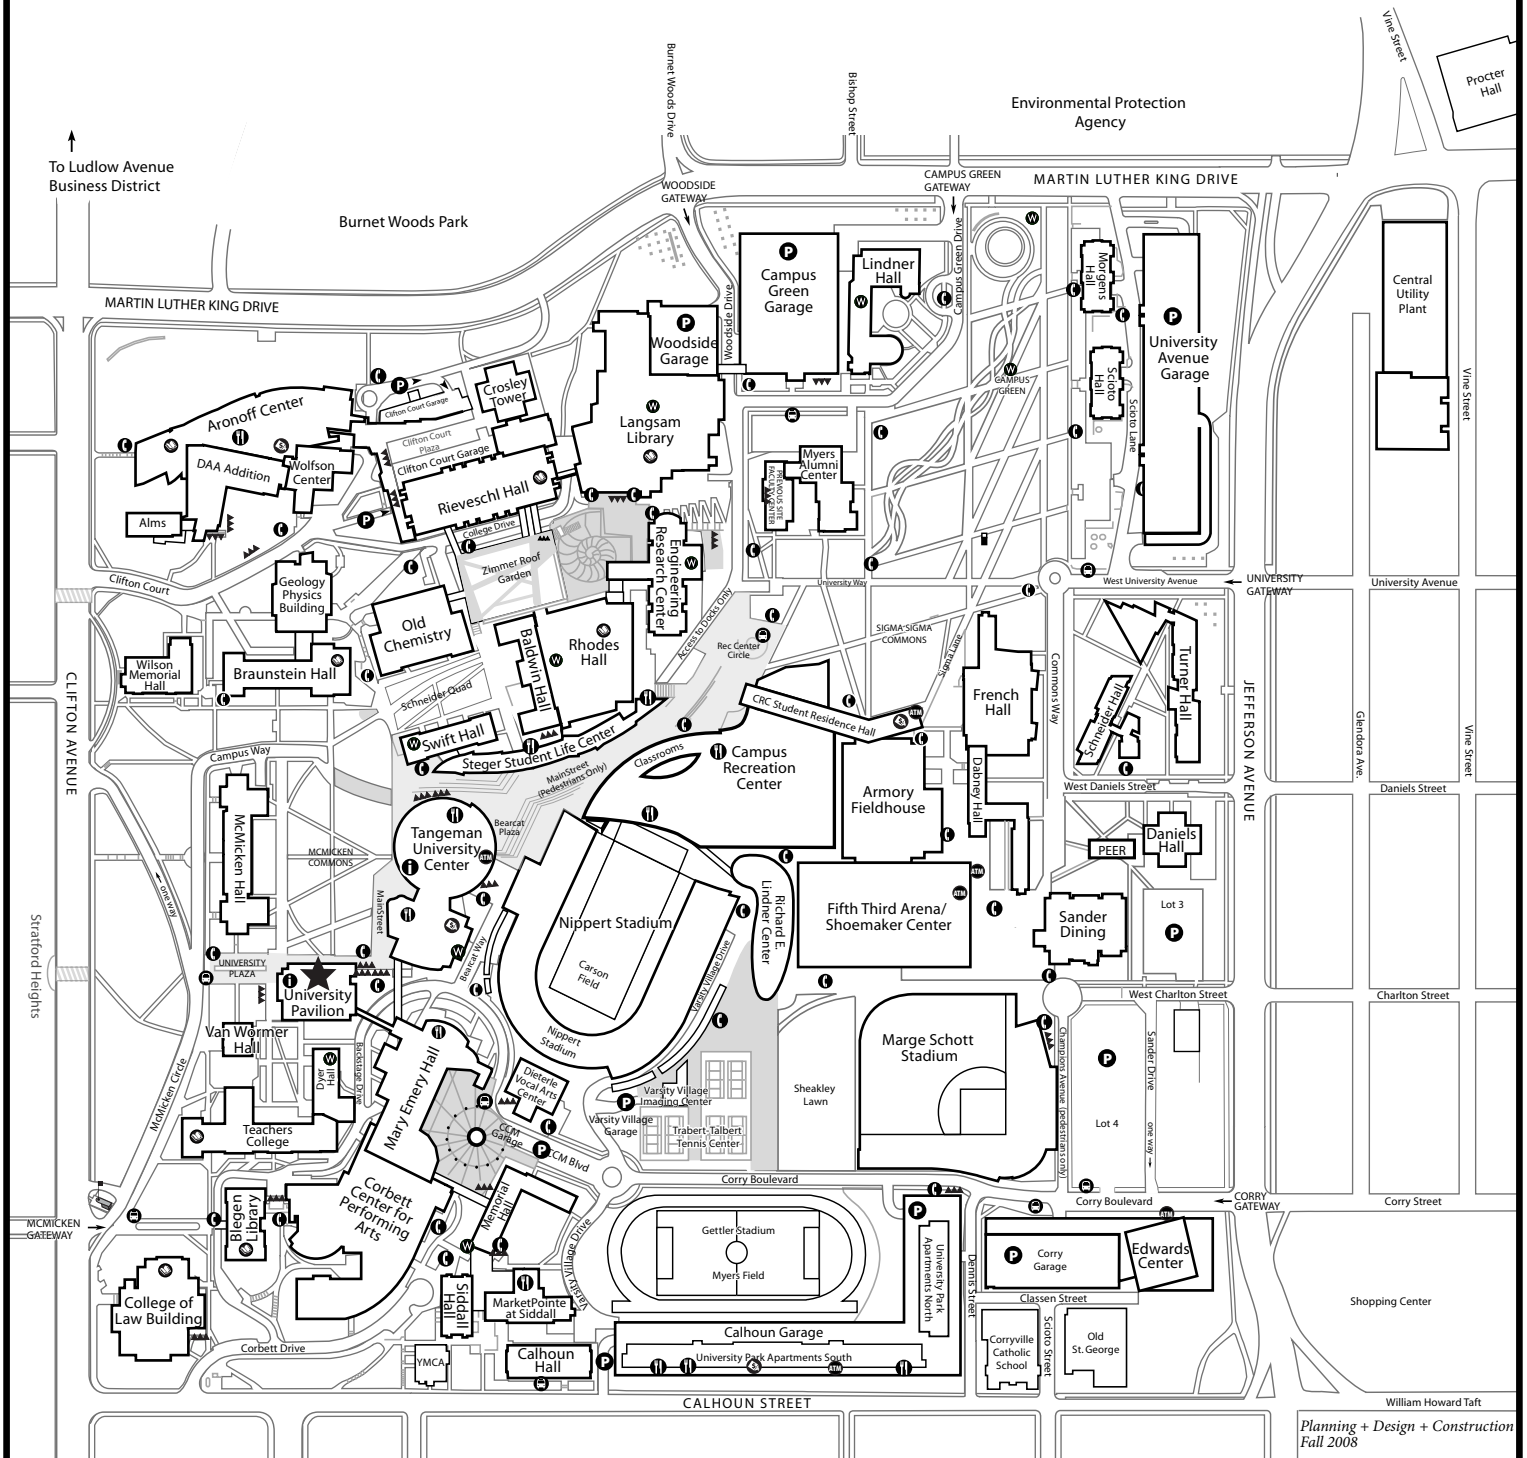 Vine Street
Procter
Hall
Burnet Woods Drive
Bishop Street
Environmental Protection
Agency
To Ludlow Avenue
Business District
WOODSIDE
GATEWAY
CAMPUS GREEN
GATEWAY
MARTIN LUTHER KING DRIVE
Burnet Woods Park
MARTIN LUTHER KING DRIVE
Woodside Drive
P
Campus
Green
Garage
Lindner
Hall
W
Campus Green Drive
W
Morgens
Hall
P
University
Avenue
Garage
Central
Utility
Plant
P
Woodside
Garage
W
CAMPUS
GREEN
Scioto
Hall
Scioto Lane
Vine Street
Aronoff Center
P
Clifton Court Garage
Crosley
Tower
W
Langsam
Library
Clifton Court
Plaza
Clifton Court Garage
DAA Addition
Wolfson
Center
Rieveschl Hall
Myers
Alumni
Center
PREVIOUS SITE
FACULTY CENTER
Alms
P
College Drive
Zimmer Roof
Garden
Engineering
Research Center
W
Clifton Court
Geology
Physics
Building
Old
Chemistry
Baldwin Hall
Rhodes
Hall
W
Access to Docks Only
Rec Center
Circle
University Way
SIGMA SIGMA
COMMONS
Sigma Lane
West University Avenue
UNIVERSITY
GATEWAY
University Avenue
Wilson
Memorial
Hall
Braunstein Hall
Schneider Quad
CRC Student Residence Hall
ATM
French
Hall
Commons Way
Schneider Hall
Turner Hall
JEFFERSON AVENUE
Glendora Ave.
Vine Street
CLIFTON AVENUE
Campus Way
W
Swift Hall
Steger Student Life Center
MainStreet
(Pedestrians Only)
Classrooms
Campus
Recreation
Center
Armory
Fieldhouse
Dabney Hall
West Daniels Street
Daniels Street
McMicken Hall
MCMICKEN
COMMONS
Tangeman
University
Center
ATM
Bearcat
Plaza
PEER
Daniels
Hall
one way
MainStreet
Nippert Stadium
Carson
Field
Richard E.
Lindner Center
ATM
ATM
Fifth Third Arena/
Shoemaker Center
Sander
Dining
Lot 3
P
Stratford Heights
UNIVERSITY
PLAZA
W
Bearcat Way
Varsity Village Drive
University
Pavilion
West Charlton Street
Charlton Street
Van Wormer
Hall
Backstage Drive
W
Dyer
Hall
Mary Emery Hall
Nippert
Stadium
Marge Schott
Stadium
Champions Avenue (pedestrians only)
P
Lot 4
Sander Drive
one way
Sheakley
Lawn
Dieterle
Vocal Arts
Center
Varsity Village
Imaging Center
P
Varsity Village
Garage
Trabert-Talbert
Tennis Center
McMicken Circle
Teachers
College
CCM
Garage
P
CCM Blvd
Corry Boulevard
Corbett
Center for
Performing
Arts
Memorial
Hall
W
Blegen
Library
MCMICKEN
GATEWAY
Varsity Village Drive
Gettler Stadium
Myers Field
P
University Park
Apartments North
Dennis Street
Corry Boulevard
CORRY
GATEWAY
Corry Street
ATM
P
Corry
Garage
Edwards
Center
Classen Street
College of
Law Building
Siddall
Hall
MarketPointe
at Siddall
Shopping Center
Corbett Drive
YMCA
Calhoun
Hall
P
Calhoun Garage
University Park Apartments South
ATM
Corryville
Catholic
School
Scioto Street
Old
St. George
CALHOUN STREET
William Howard Taft
Planning + Design + Construction
Fall 2008